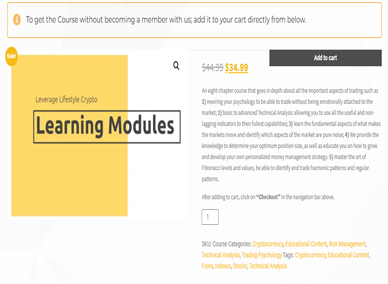 To get the Course without becoming a member with us; add it to your cart directly from below.
Sale!
Leverage Lifestyle Crypto
Learning Modules
$44.99 $34.99
Add to cart
An eight chapter course that goes in depth about all the important aspects of trading such as
1) rewiring your psychology to be able to trade without being emotionally attached to the
market; 2) basic to advanced Technical Analysis allowing you to use all the useful and non-
lagging indicators to their fullest capabilities; 3) learn the fundamental aspects of what makes
the markets move and identify which aspects of the market are pure noise; 4) We provide the
knowledge to determine your optimum position size, as well as educate you on how to grow
and develop your own personalized money management strategy. 5) master the art of
Fibonacci levels and values, be able to identify and trade harmonic patterns and regular
patterns.
After adding to cart, click on “Checkout” in the navigation bar above.
1
SKU: Course Categories: Cryptocurrency, Educational Content, Risk Management,
Technical Analysis, Trading Psychology Tags: Cryptocurrency, Educational Content,
Forex, Indexes, Stocks, Technical Analysis